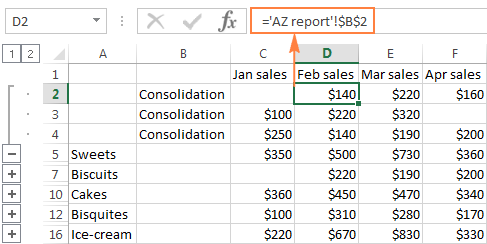 D2 fx ='AZ report'!$B$2
1 2 A B C D E F
1 Jan sales Feb sales Mar sales Apr sales
2 Consolidation $140 $220 $160
3 Consolidation $100 $220 $320
4 Consolidation $250 $140 $190 $200
5 Sweets $350 $500 $730 $360
7 Biscuits $220 $190 $200
10 Cakes $360 $450 $470 $340
12 Bisquites $100 $310 $280 $170
16 Ice-cream $220 $670 $830 $330